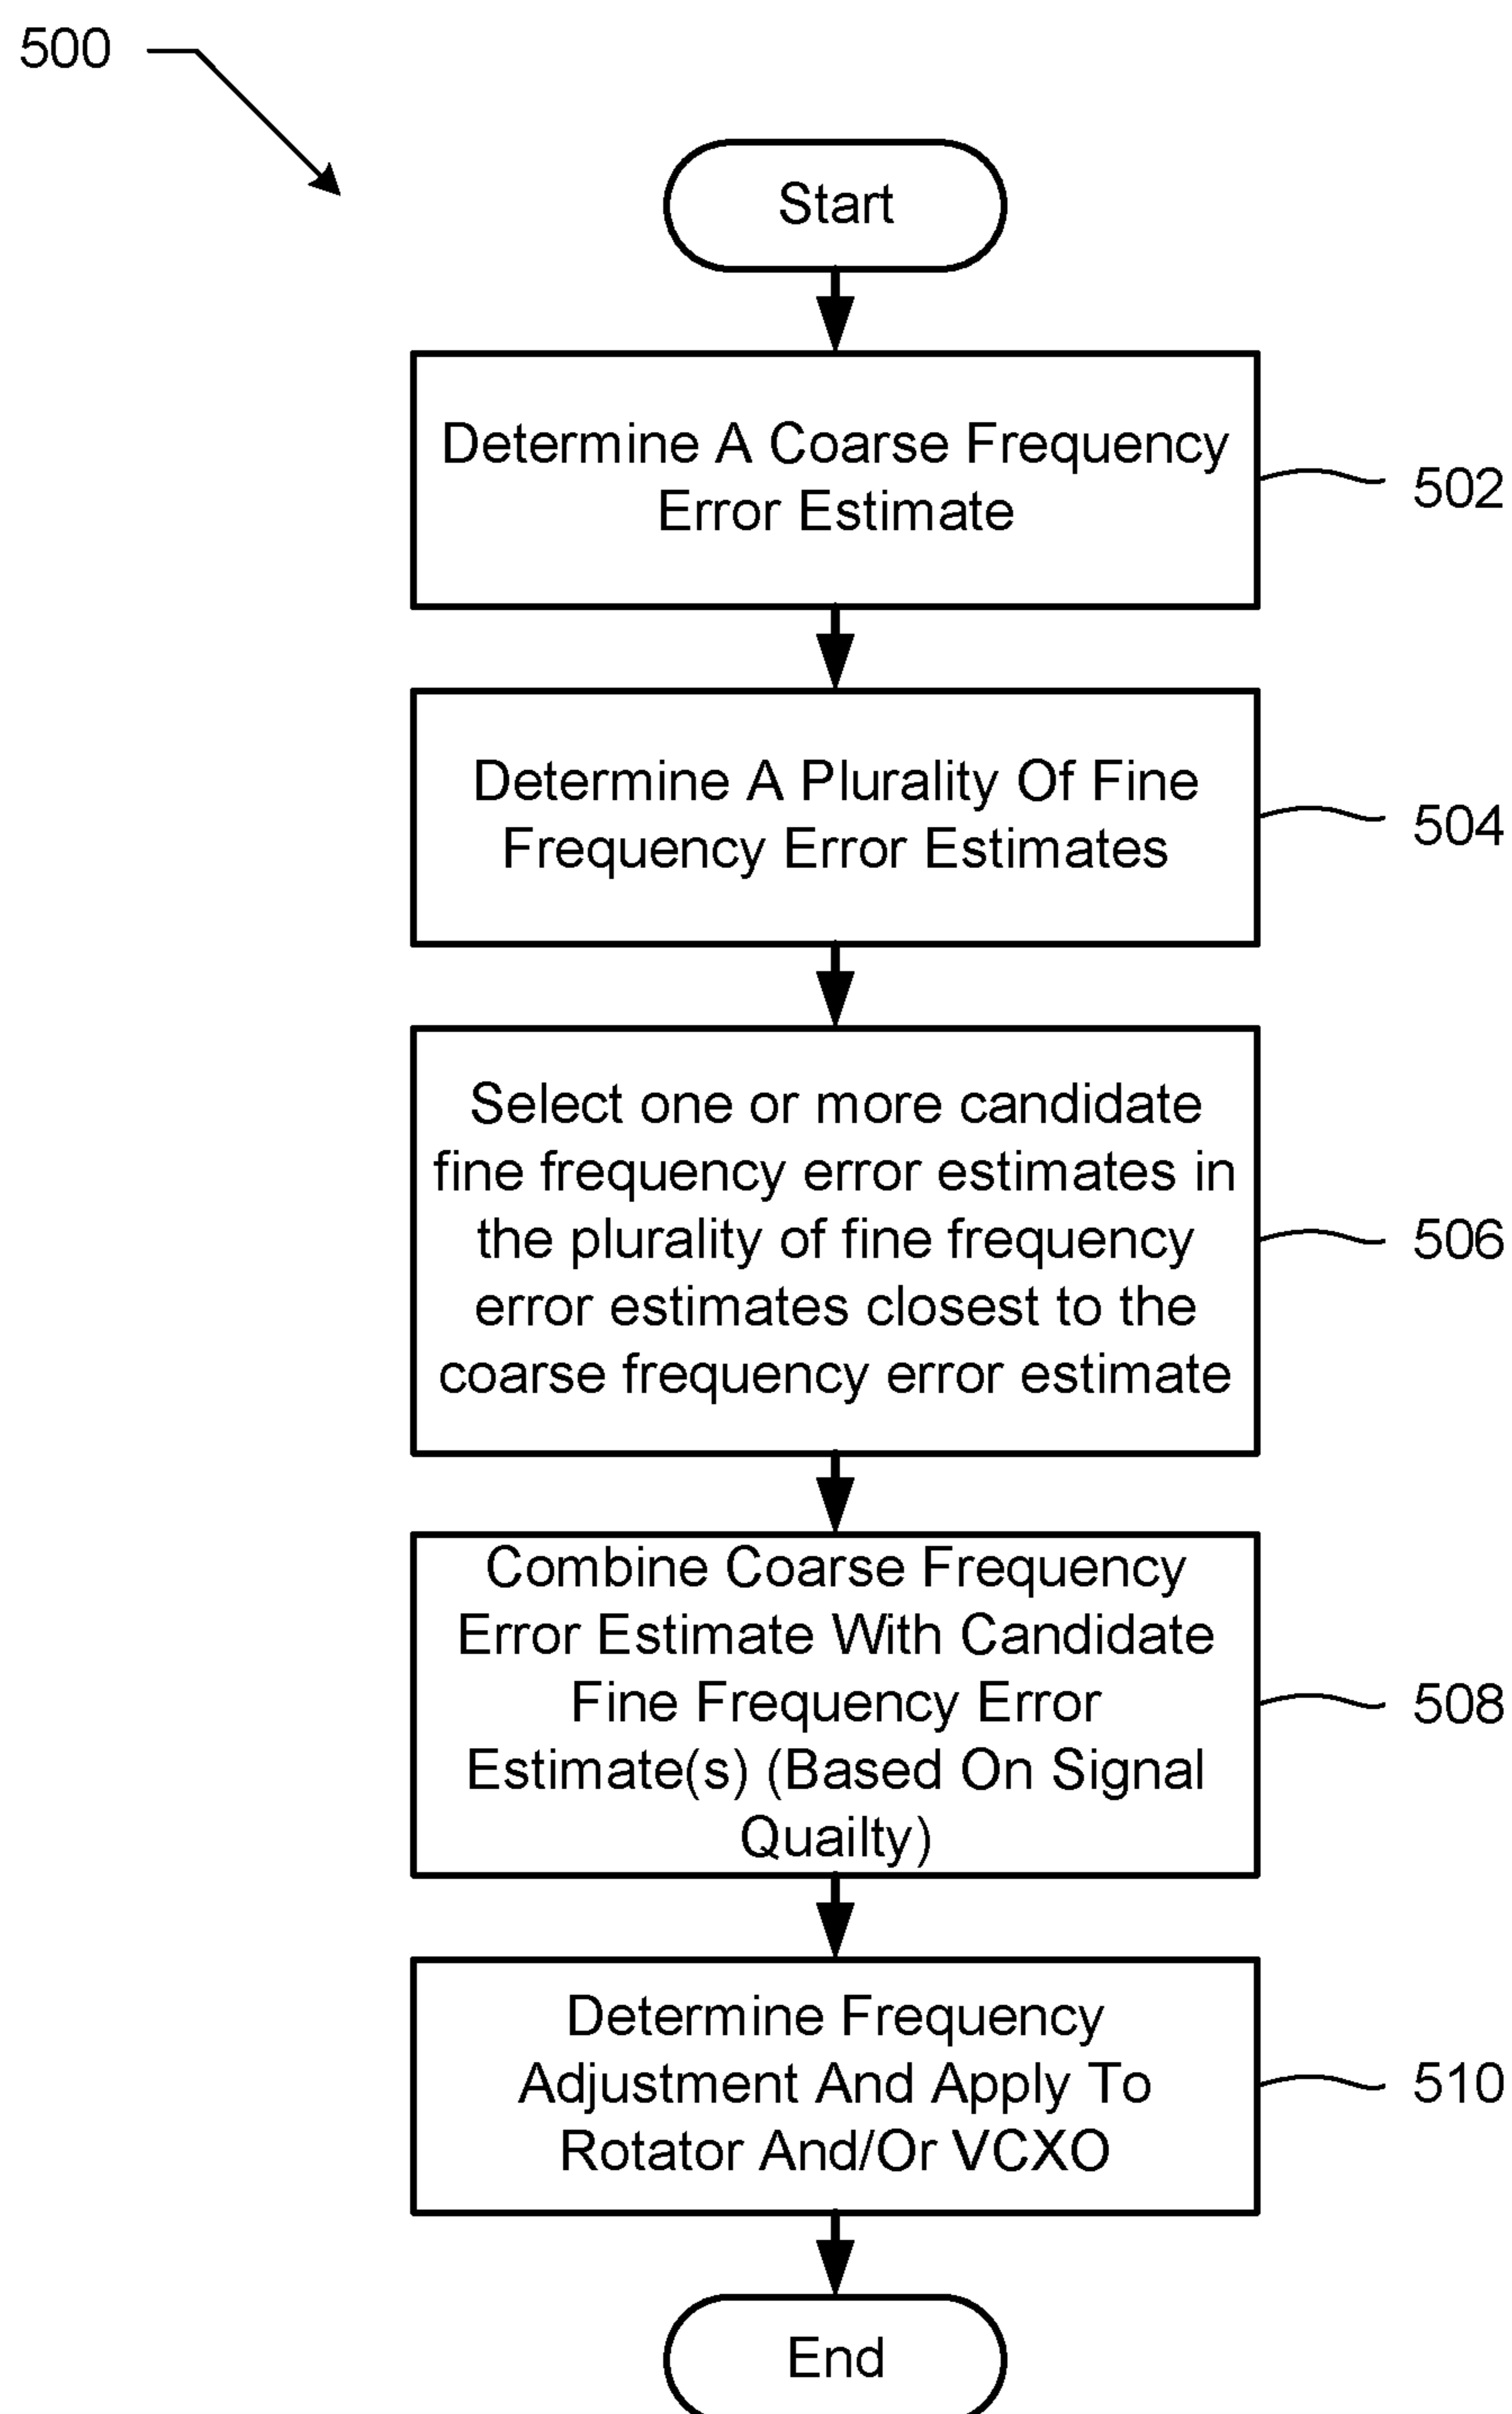 500
Start
Determine A Coarse Frequency
Error Estimate
502
Determine A Plurality Of Fine
Frequency Error Estimates
504
Select one or more candidate
fine frequency error estimates in
the plurality of fine frequency
error estimates closest to the
coarse frequency error estimate
506
Combine Coarse Frequency
Error Estimate With Candidate
Fine Frequency Error
Estimate(s) (Based On Signal
Quailty)
508
Determine Frequency
Adjustment And Apply To
Rotator And/Or VCXO
510
End